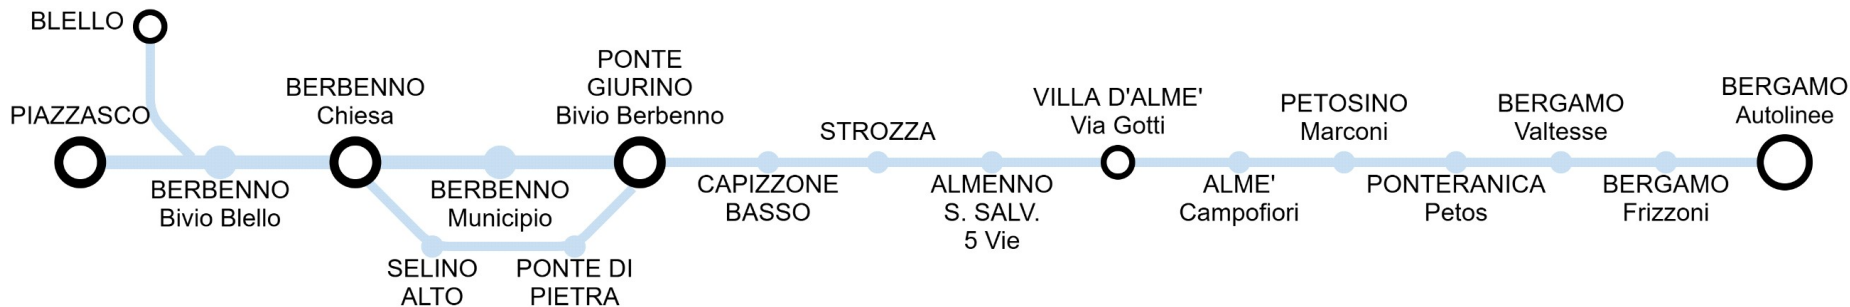 BLELLO
PIAZZASCO
BERBENNO
Bivio Blello
BERBENNO
Chiesa
BERBENNO
Municipio
SELINO
ALTO
PONTE DI
PIETRA
PONTE
GIURINO
Bivio Berbenno
CAPIZZONE
BASSO
STROZZA
ALMENNO
S. SALV.
5 Vie
VILLA D'ALME'
Via Gotti
ALME'
Campofiori
PETOSINO
Marconi
PONTERANICA
Petos
BERGAMO
Valtesse
BERGAMO
Frizzoni
BERGAMO
Autolinee